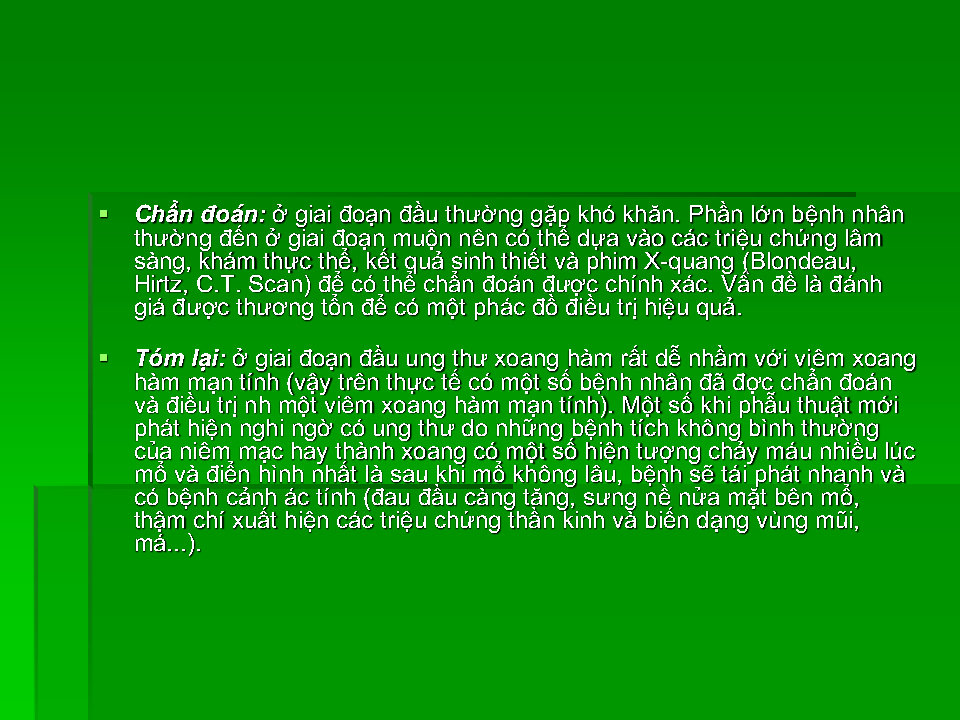 Chẩn đoán: ở giai đoạn đầu thường gặp khó khăn. Phần lớn bệnh nhân
thường đến ở giai đoạn muộn nên có thể dựa vào các triệu chứng lâm
sàng, khám thực thể, kết quả sinh thiết và phim X-quang (Blondeau,
Hirtz, C.T. Scan) để có thể chẩn đoán được chính xác. Vấn đề là đánh
giá được thương tổn để có một phác đồ điều trị hiệu quả.
Tóm lại: ở giai đoạn đầu ung thư xoang hàm rất dễ nhầm với viêm xoang
hàm mạn tính (vậy trên thực tế có một số bệnh nhân đã đợc chẩn đoán
và điều trị nh một viêm xoang hàm mạn tính). Một số khi phẫu thuật mới
phát hiện nghi ngờ có ung thư do những bệnh tích không bình thường
của niêm mạc hay thành xoang có một số hiện tượng chảy máu nhiều lúc
mổ và điển hình nhất là sau khi mổ không lâu, bệnh sẽ tái phát nhanh và
có bệnh cảnh ác tính (đau đầu càng tăng, sưng nề nửa mặt bên mổ,
thậm chí xuất hiện các triệu chứng thần kinh và biến dạng vùng mũi,
má...).